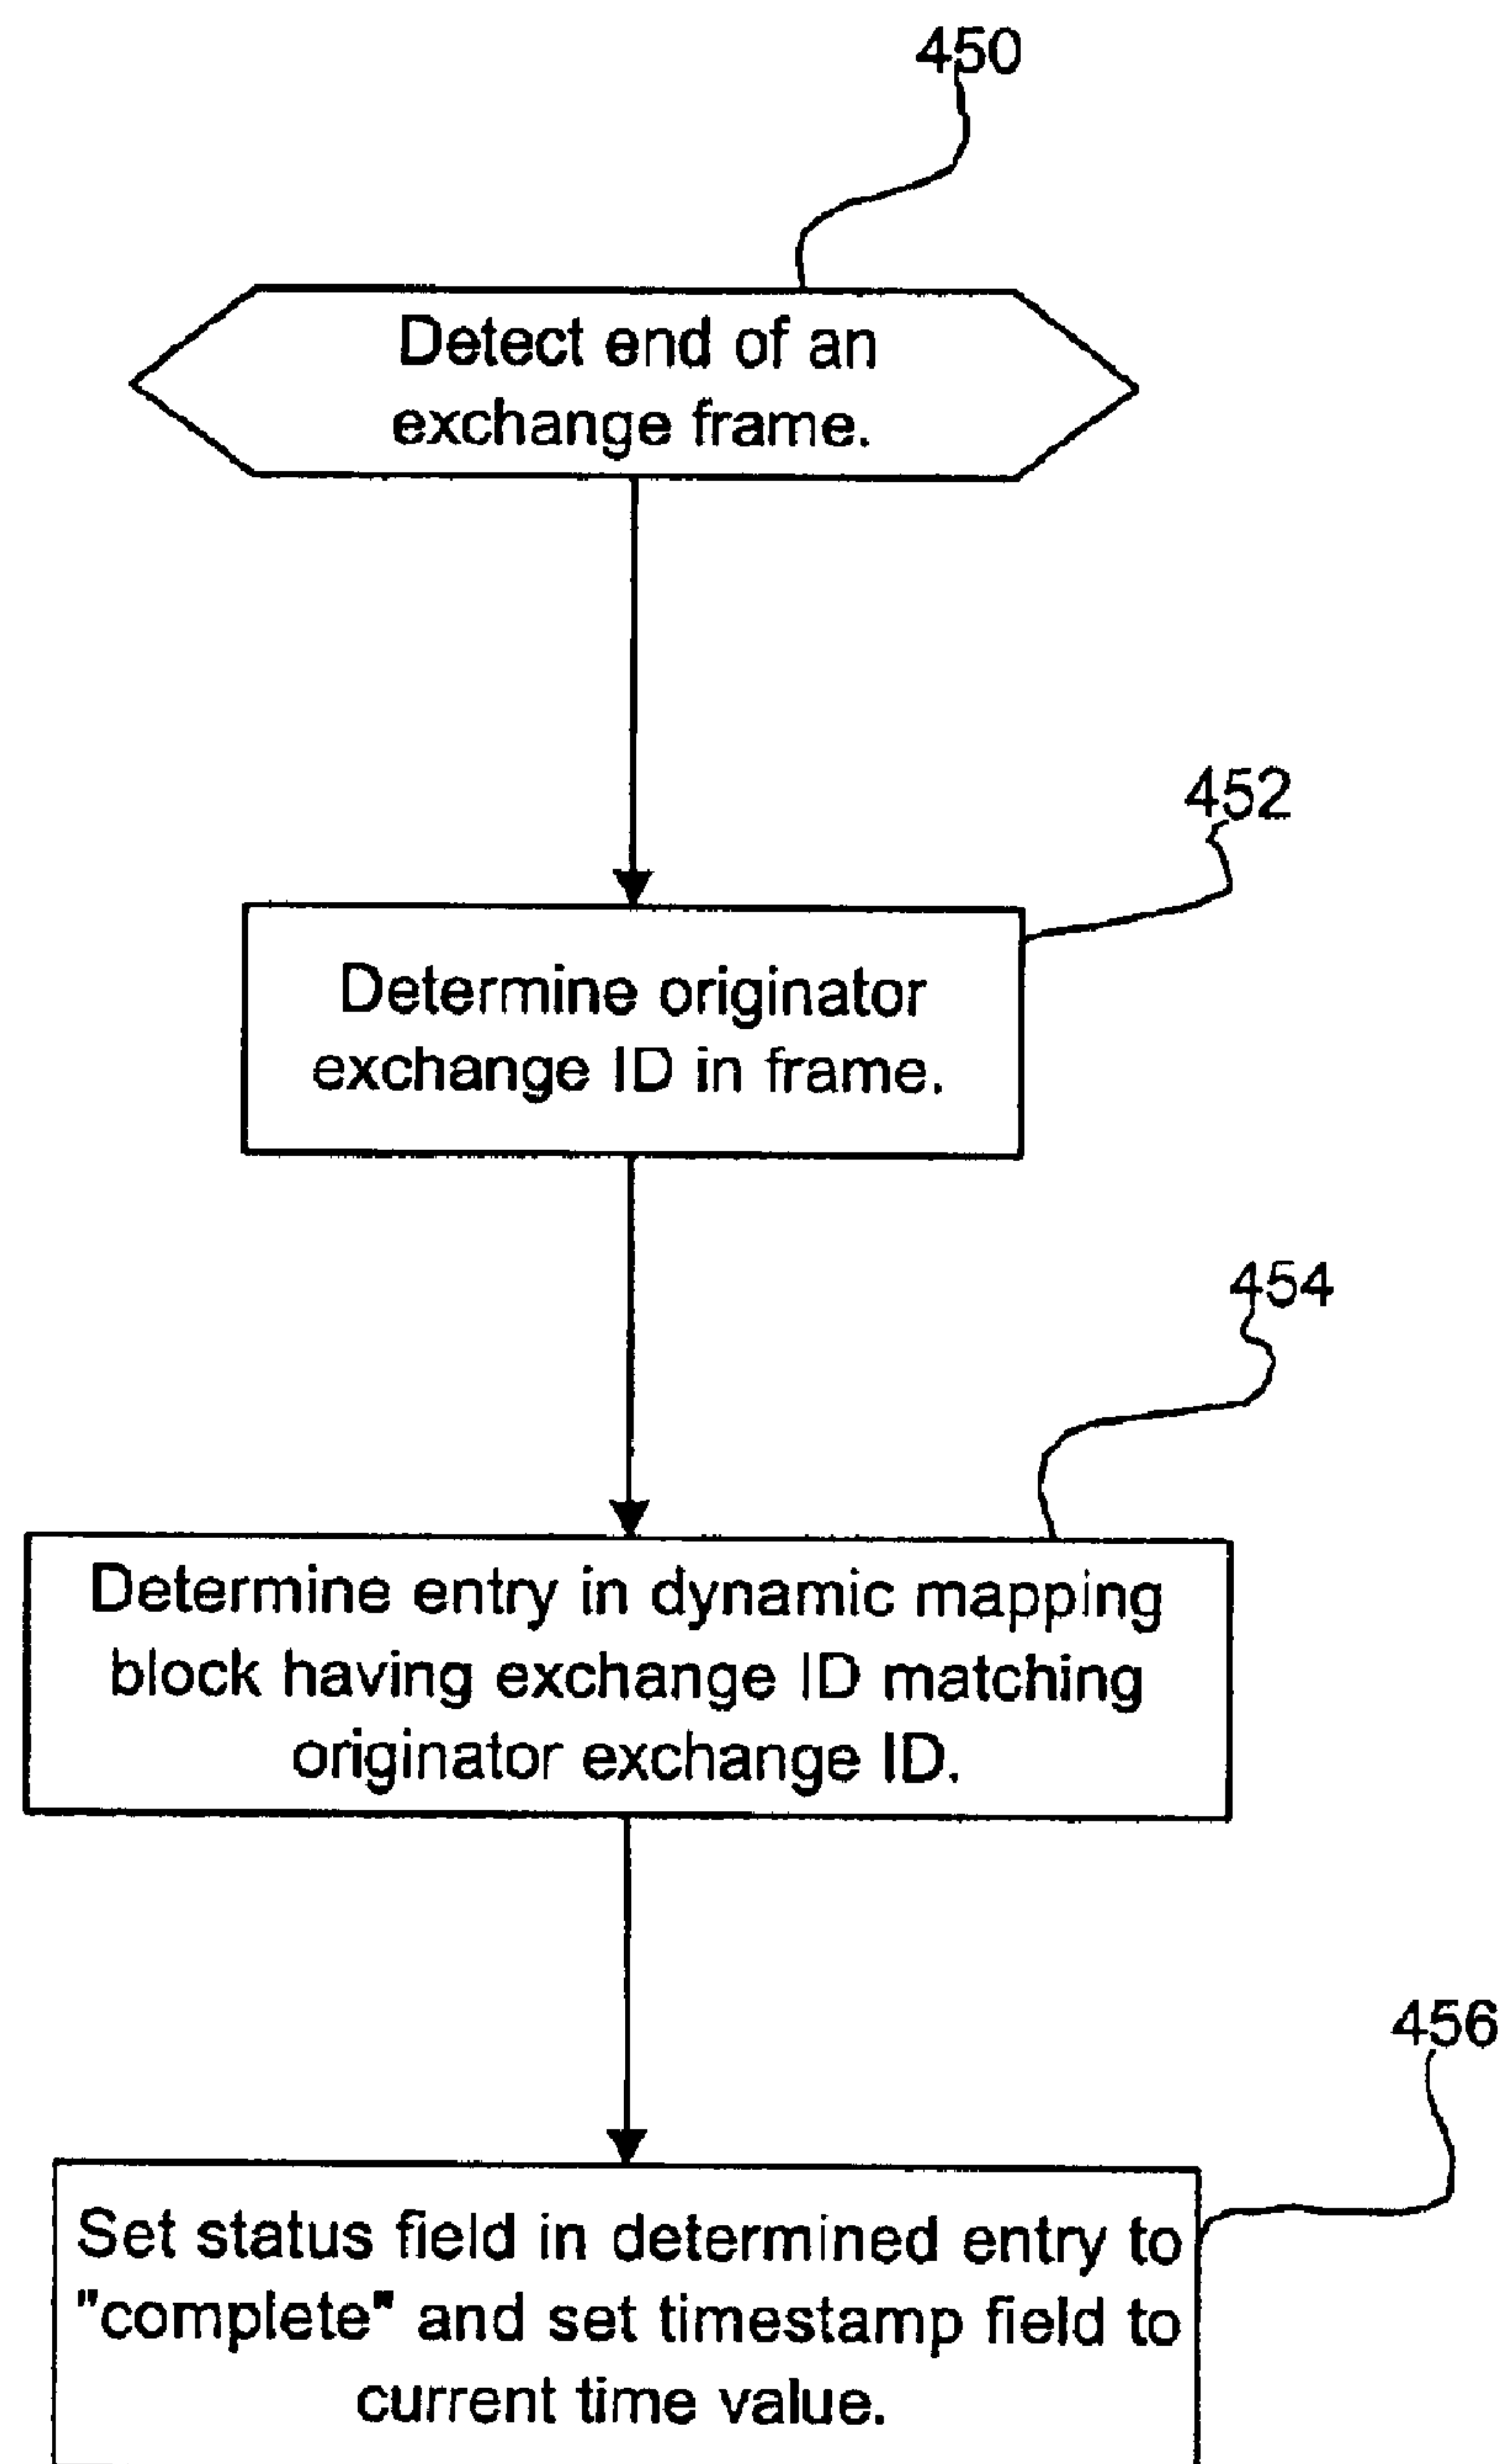 450
Detect end of an
exchange frame.
452
Determine originator
exchange ID in frame.
454
Determine entry in dynamic mapping
block having exchange ID matching
originator exchange ID.
456
Set status field in determined entry to
"complete" and set timestamp field to
current time value.